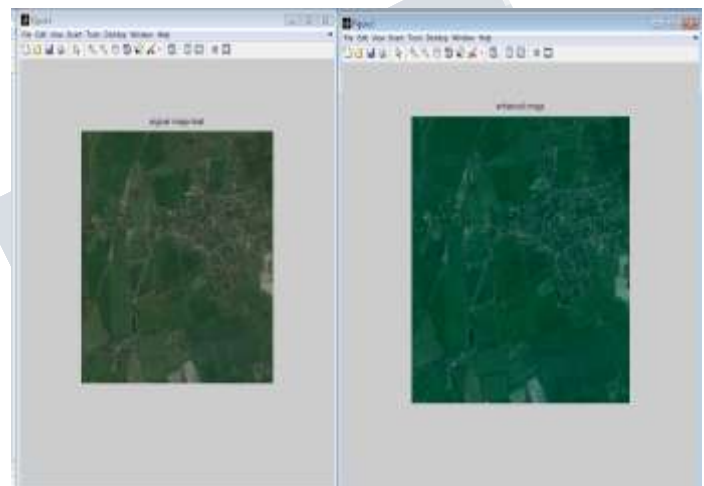 Figure 1
File Edit View Insert Tools Desktop Window Help
original image
Figure 2
File Edit View Insert Tools Desktop Window Help
enhanced image